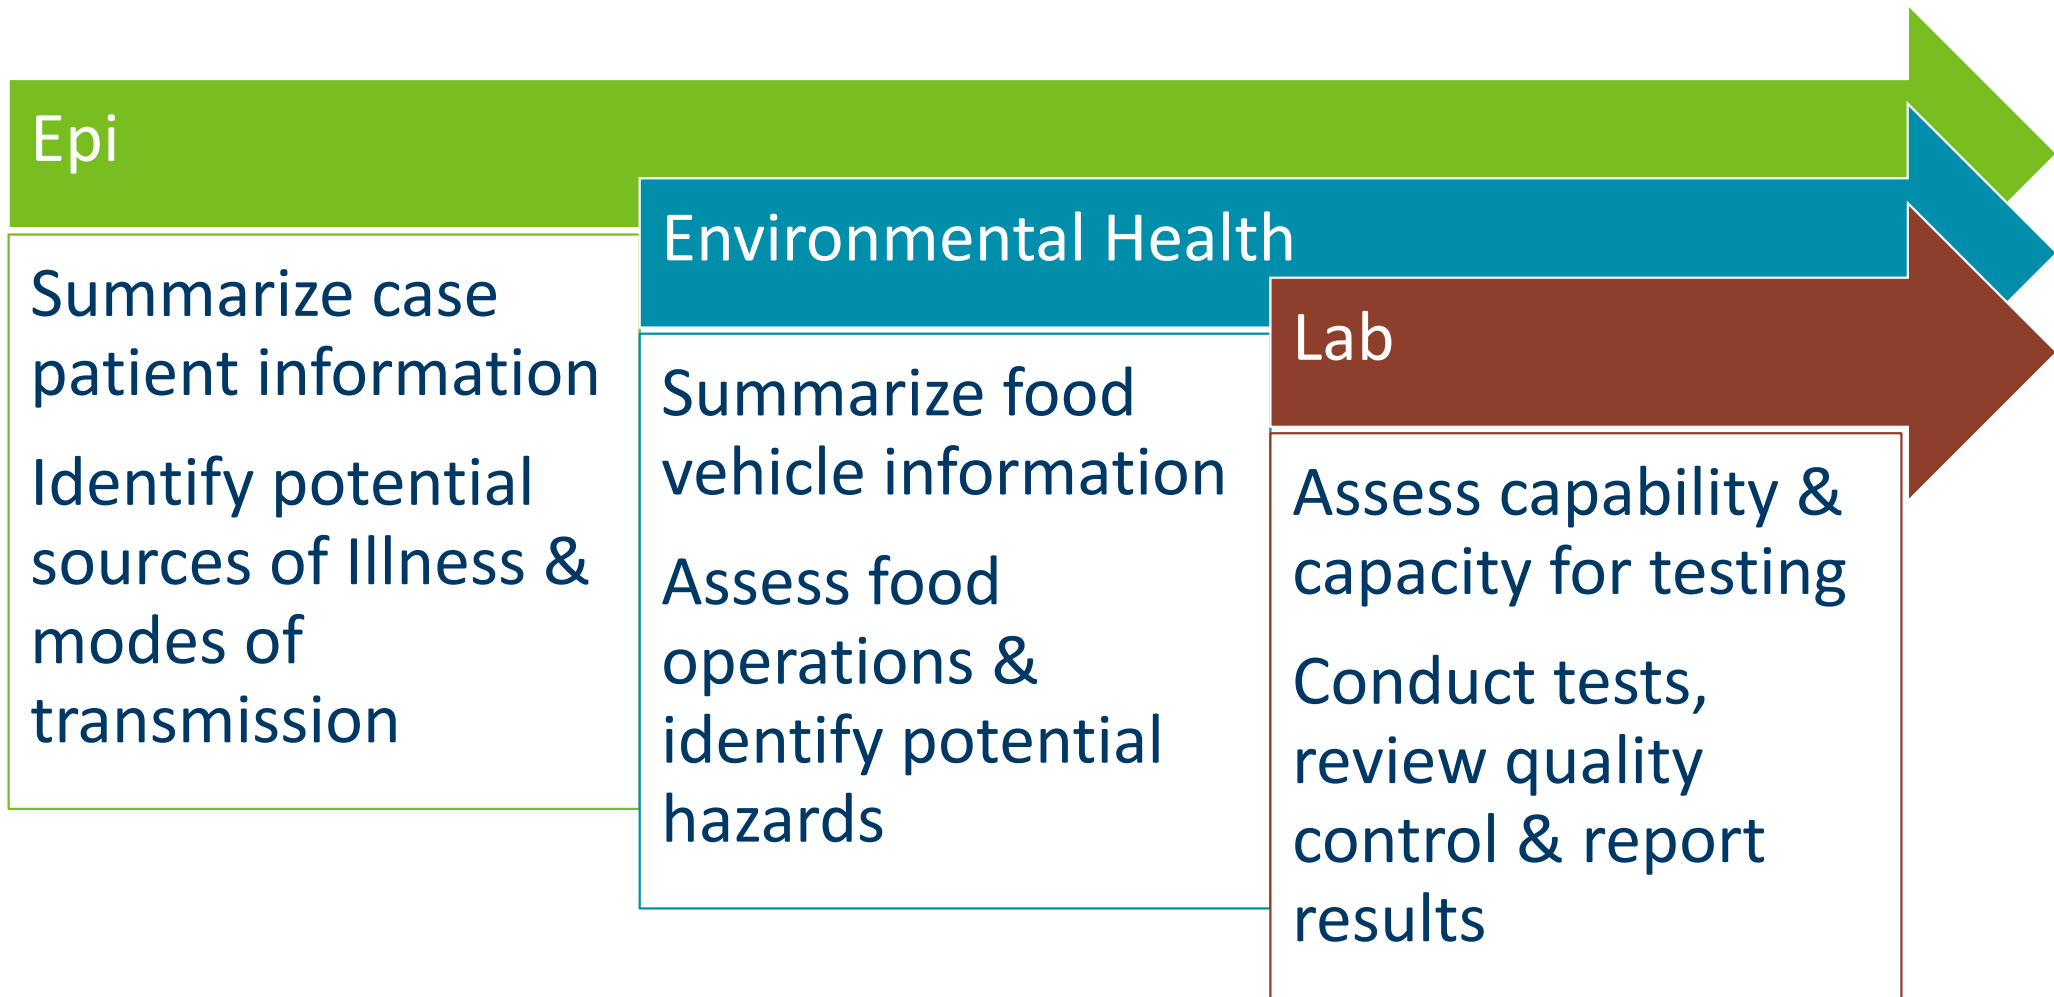 Epi
Summarize case
patient information
Identify potential
sources of Illness &
modes of
transmission
Environmental Health
Summarize food
vehicle information
Assess food
operations &
identify potential
hazards
Lab
Assess capability &
capacity for testing
Conduct tests,
review quality
control & report
results